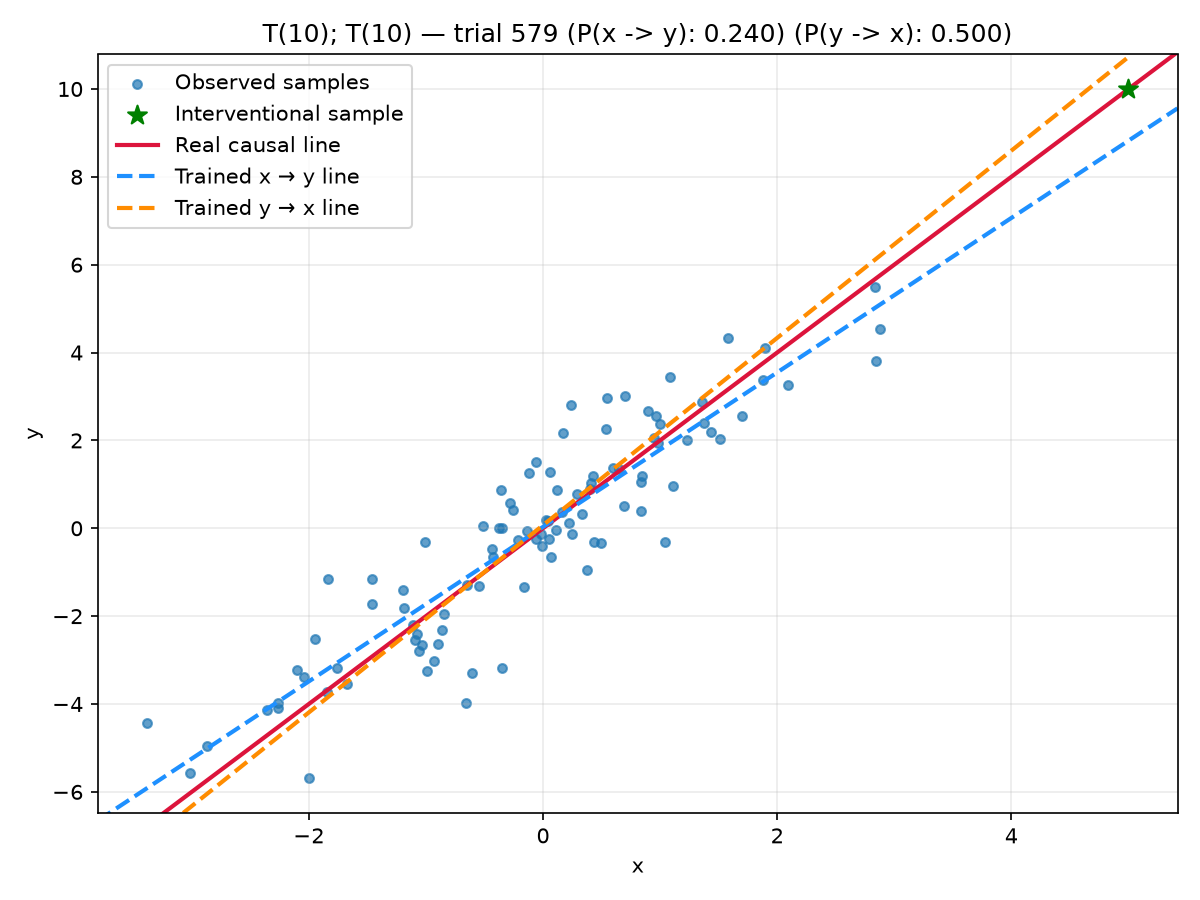 T(10); T(10) — trial 579 (P(x -> y): 0.240) (P(y -> x): 0.500)
Observed samples
Interventional sample
Real causal line
Trained x → y line
Trained y → x line
10
8
6
4
2
0
−2
−4
−6
y
−2
0
2
4
x